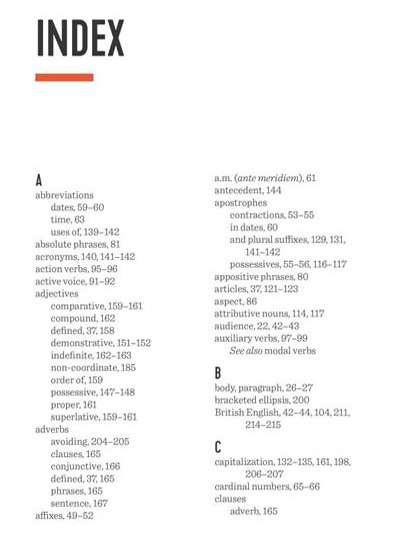 INDEX
A
abbreviations
dates, 59–60
time, 63
uses of, 139–142
absolute phrases, 81
acronyms, 140, 141–142
action verbs, 95–96
active voice, 91–92
adjectives
comparative, 159–161
compound, 162
defined, 37, 158
demonstrative, 151–152
indefinite, 162–163
non-coordinate, 185
order of, 159
possessive, 147–148
proper, 161
superlative, 159–161
adverbs
avoiding, 204–205
clauses, 165
conjunctive, 166
defined, 37, 165
phrases, 165
sentence, 167
affixes, 49–52
a.m. (ante meridiem), 61
antecedent, 144
apostrophes
contractions, 53–55
in dates, 60
and plural suffixes, 129, 131,
141–142
possessives, 55–56, 116–117
appositive phrases, 80
articles, 37, 121–123
aspect, 86
attributive nouns, 114, 117
audience, 22, 42–43
auxiliary verbs, 97–99
See also modal verbs
B
body, paragraph, 26–27
bracketed ellipsis, 200
British English, 42–44, 104, 211,
214–215
C
capitalization, 132–135, 161, 198,
206–207
cardinal numbers, 65–66
clauses
adverb, 165